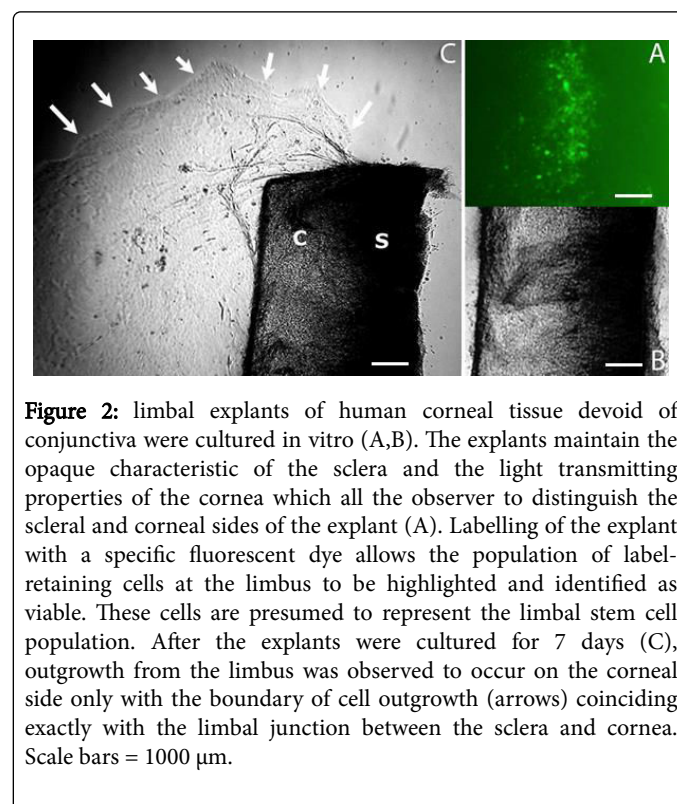 C
A
c
s
B
Figure 2: limbal explants of human corneal tissue devoid of
conjunctiva were cultured in vitro (A,B). The explants maintain the
opaque characteristic of the sclera and the light transmitting
properties of the cornea which all the observer to distinguish the
scleral and corneal sides of the explant (A). Labelling of the explant
with a specific fluorescent dye allows the population of label-
retaining cells at the limbus to be highlighted and identified as
viable. These cells are presumed to represent the limbal stem cell
population. After the explants were cultured for 7 days (C),
outgrowth from the limbus was observed to occur on the corneal
side only with the boundary of cell outgrowth (arrows) coinciding
exactly with the limbal junction between the sclera and cornea.
Scale bars = 1000 µm.